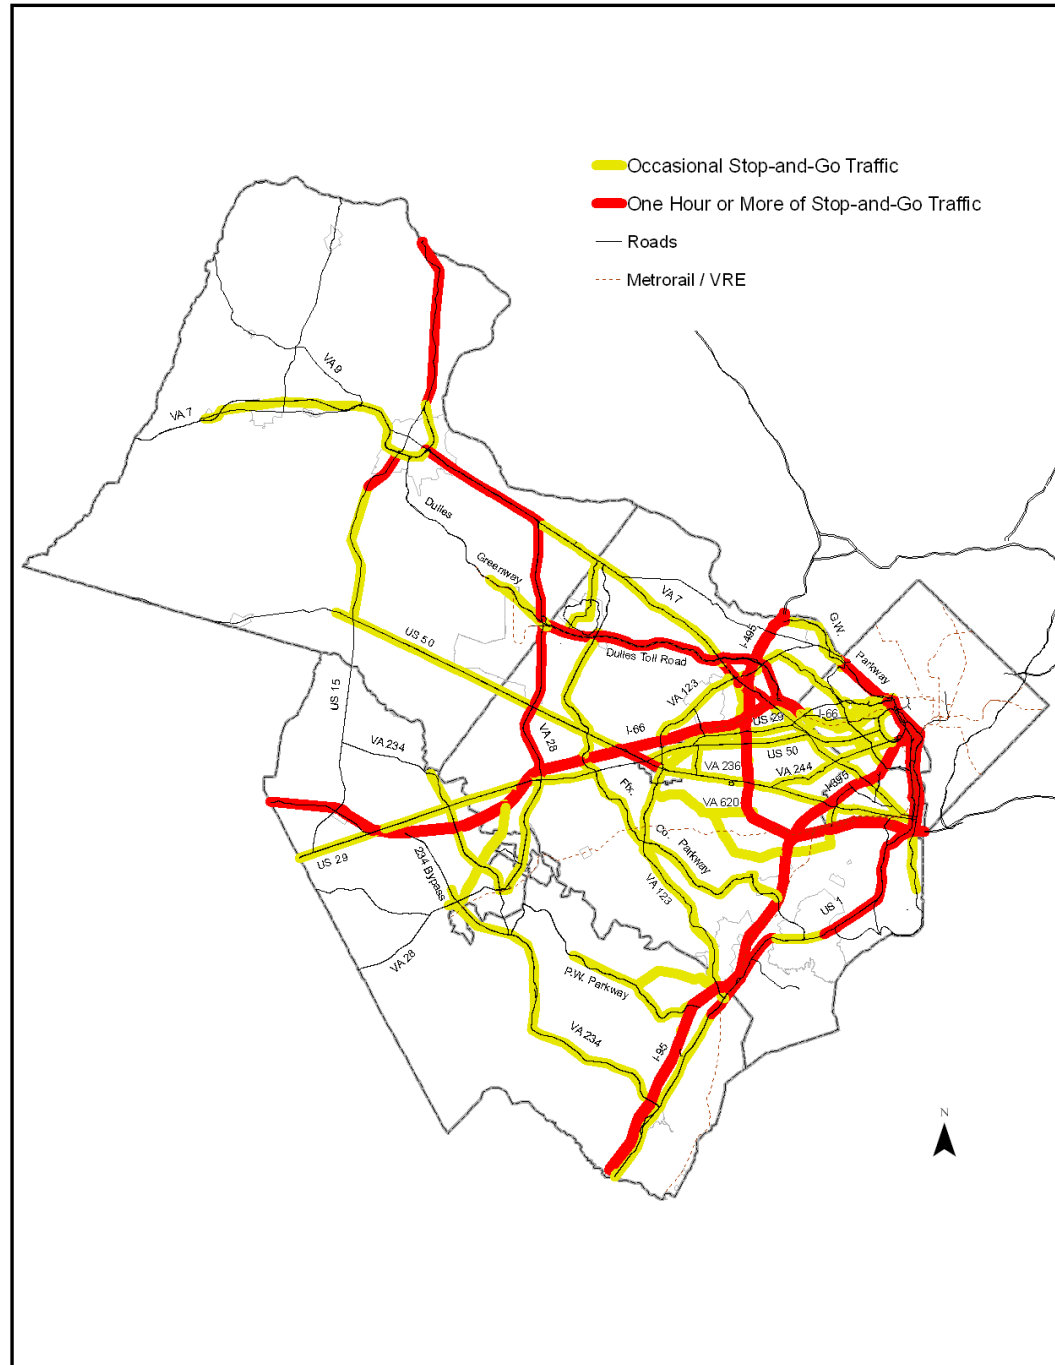 Occasional Stop-and-Go Traffic
One Hour or More of Stop-and-Go Traffic
Roads
Metrorail / VRE
VA 9
VA 7
Dulles
Greenway
VA 7
I-495
G.W.
Parkway
US 50
Dulles Toll Road
US 15
VA 123
I-66
US 29
I-66
VA 28
VA 234
US 50
VA 236
VA 244
I-395
Ffx.
VA 620
Co.
Parkway
US 29
234 Bypass
VA 123
US 1
VA 28
P.W. Parkway
VA 234
I-95
N